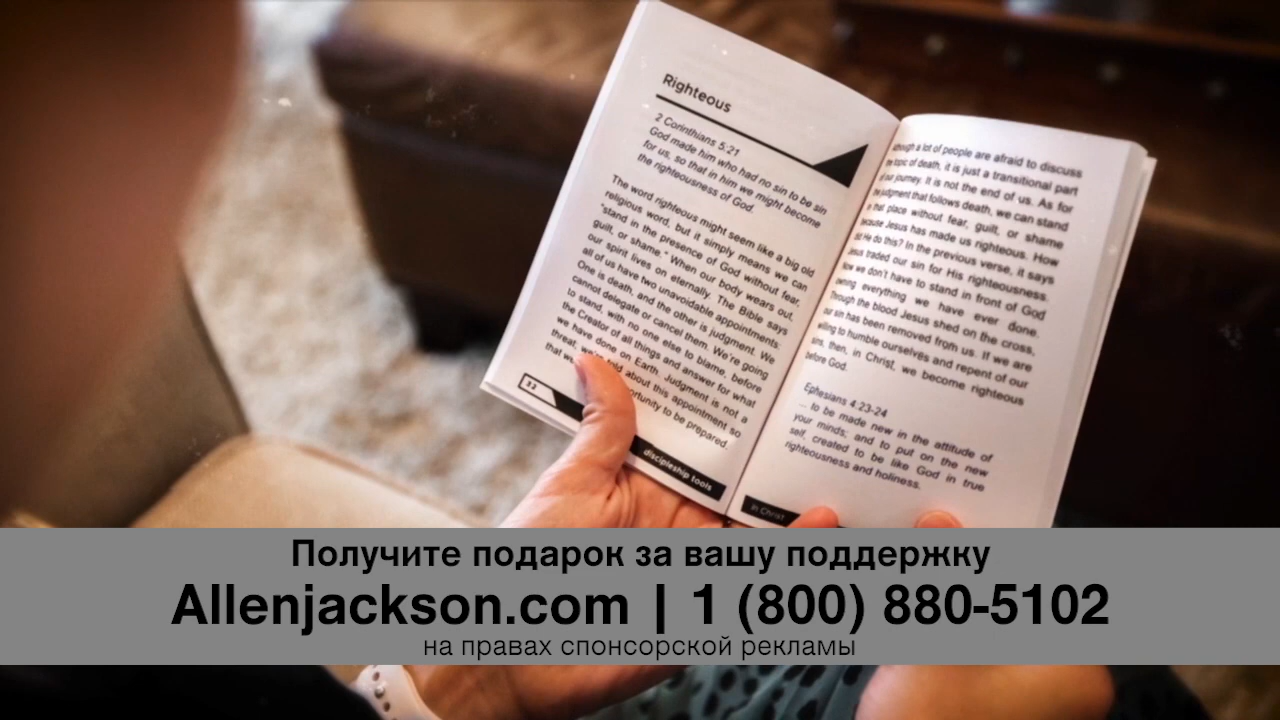 Righteous
2 Corinthians 5:21
God made him who had no sin to be sin
for us, so that in him we might become
the righteousness of God.
The word righteous might seem like a big old
religious word, but it simply means we can
"stand in the presence of God without fear,
guilt, or shame." When our body wears out,
our spirit lives on eternally. The Bible says
all of us have two unavoidable appointments:
One is death, and the other is judgment. We
cannot delegate or cancel them. We're going
to stand, with no one else to blame, before
the Creator of all things and answer for what
we have done on Earth. Judgment is not a
threat; we're told about this appointment so
that we portunity to be prepared.
32
discipleship tools
a lot of people are afraid to discuss
the topic of death, it is just a transitional part
of our journey. It is not the end of us. As for
the judgment that follows death, we can stand
in that place without fear, guilt, or shame
because Jesus has made us righteous. How
did He do this? In the previous verse, it says
Jesus traded our sin for His righteousness.
Now we don't have to stand in front of God
owning everything we have ever done.
Through the blood Jesus shed on the cross,
our sin has been removed from us. If we are
willing to humble ourselves and repent of our
sins, then, in Christ, we become righteous
before God.
Ephesians 4:23-24
... to be made new in the attitude of
your minds; and to put on the new
self, created to be like God in true
righteousness and holiness.
In Christ
Получите подарок за вашу поддержку
Allenjackson.com | 1 (800) 880-5102
на правах спонсорской рекламы